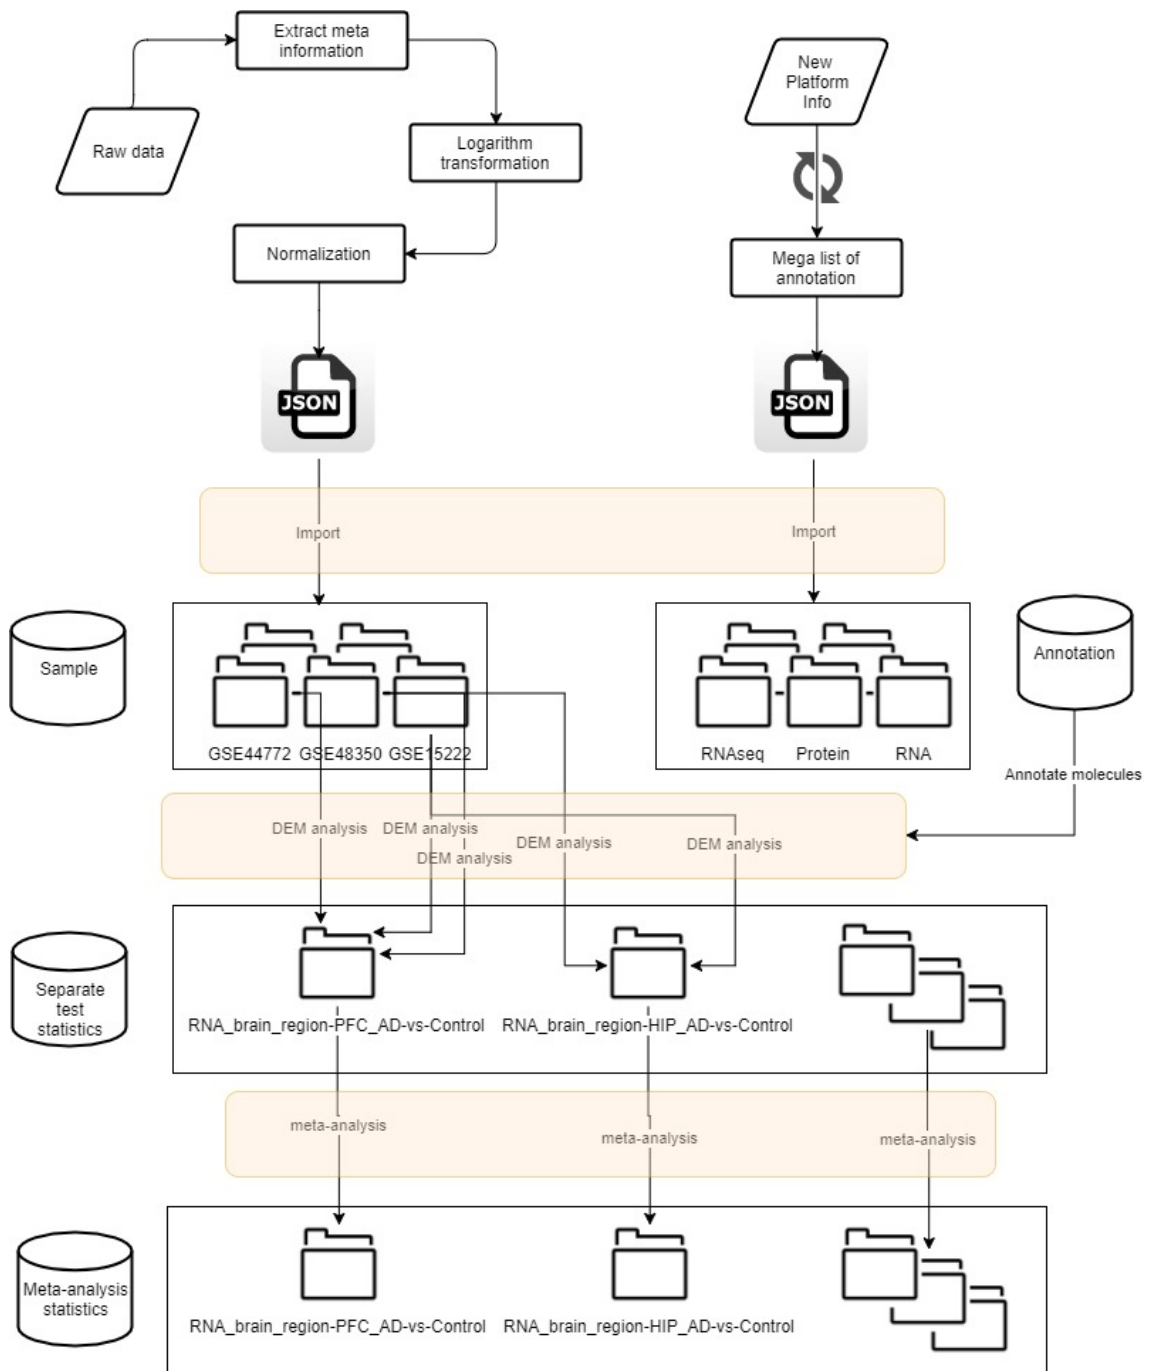 Extract meta
information
New
Platform
Info
Raw data
Logarithm
transformation
Normalization
Mega list of
annotation
JSON
JSON
Import
Import
Sample
Annotation
GSE44772
GSE48350
GSE15222
RNAseq
Protein
RNA
Annotate molecules
DEM analysis
DEM analysis
DEM analysis
DEM analysis
DEM analysis
Separate
test
statistics
RNA_brain_region-PFC_AD-vs-Control
RNA_brain_region-HIP_AD-vs-Control
meta-analysis
meta-analysis
meta-analysis
Meta-analysis
statistics
RNA_brain_region-PFC_AD-vs-Control
RNA_brain_region-HIP_AD-vs-Control